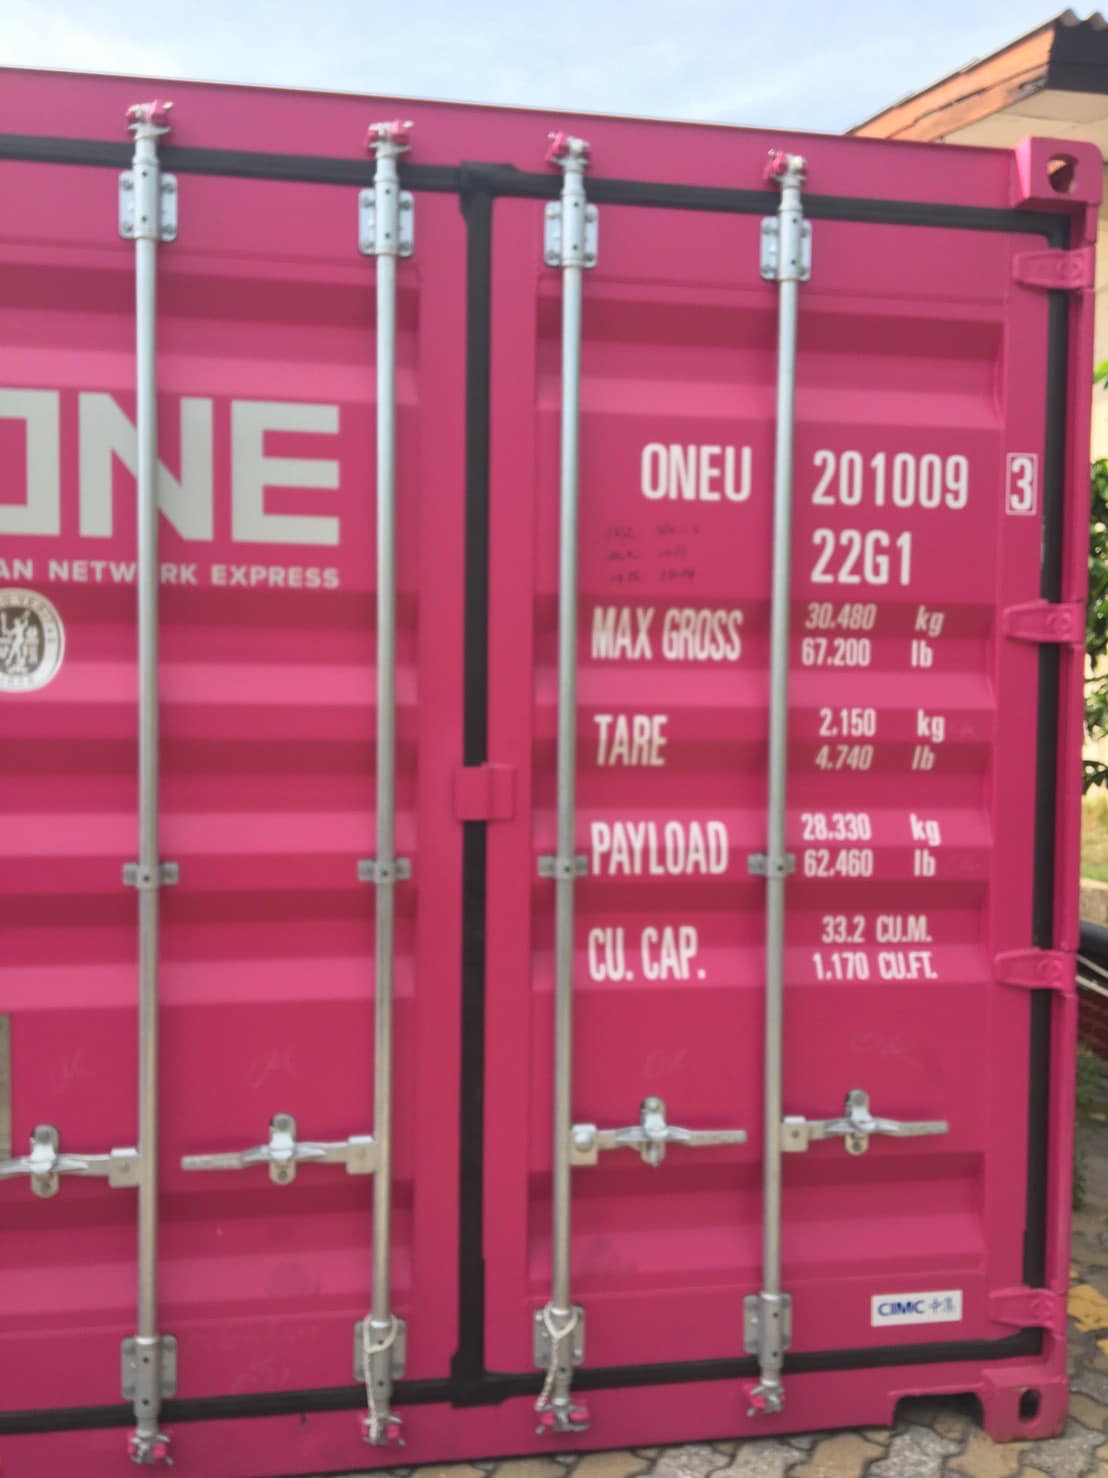 ONE
AN NETWORK EXPRESS
ONEU 201009 3
22G1
MAX GROSS 30.480 kg
67.200 lb
TARE 2.150 kg
4.740 lb
PAYLOAD 28.330 kg
62.460 lb
CU. CAP. 33.2 CU.M.
1.170 CU.FT.
CIMC 中集